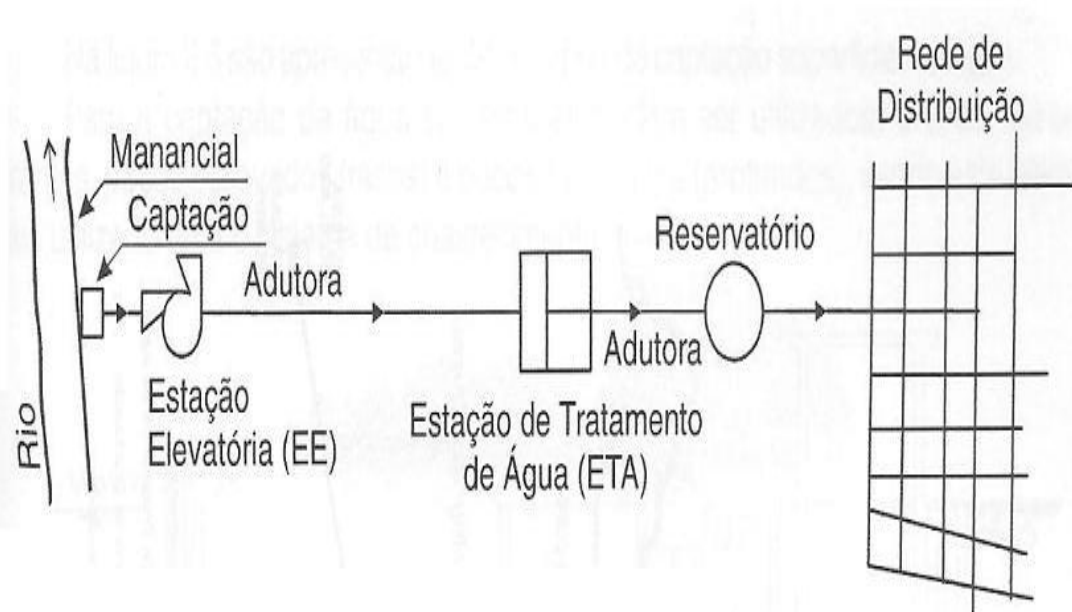 Rede de
Distribuição
Manancial
Captação
Reservatório
Adutora
Adutora
Rio
Estação
Elevatória (EE)
Estação de Tratamento
de Água (ETA)